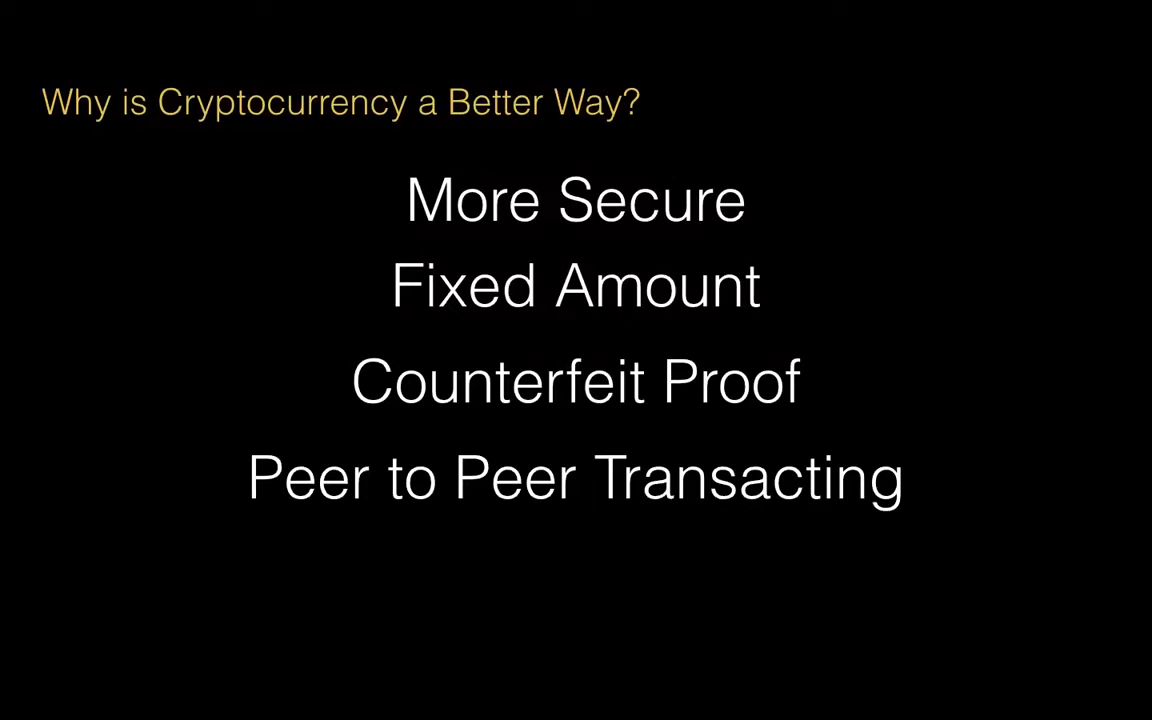 Why is Cryptocurrency a Better Way?
More Secure
Fixed Amount
Counterfeit Proof
Peer to Peer Transacting